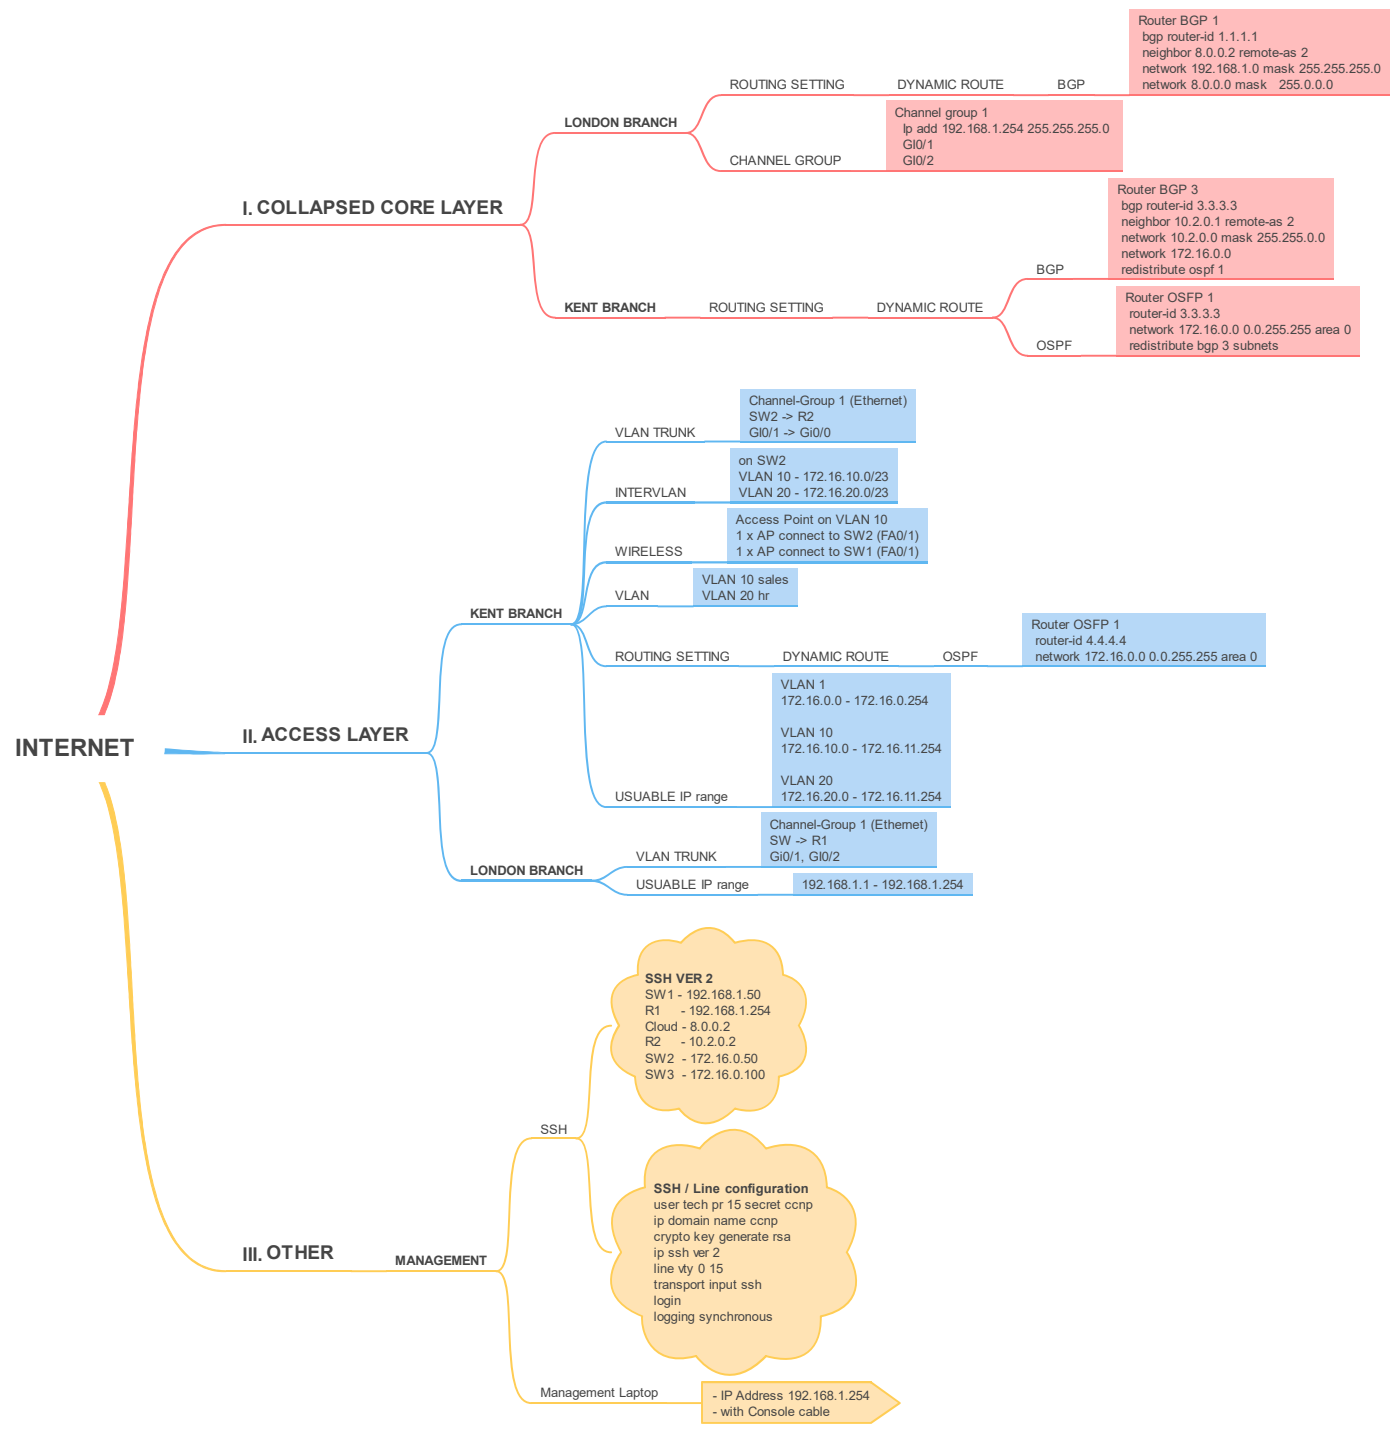 INTERNET
I. COLLAPSED CORE LAYER
LONDON BRANCH
ROUTING SETTING
DYNAMIC ROUTE
BGP
Router BGP 1
bgp router-id 1.1.1.1
neighbor 8.0.0.2 remote-as 2
network 192.168.1.0 mask 255.255.255.0
network 8.0.0.0 mask 255.0.0.0
CHANNEL GROUP
Channel group 1
Ip add 192.168.1.254 255.255.255.0
GI0/1
GI0/2
KENT BRANCH
ROUTING SETTING
DYNAMIC ROUTE
BGP
Router BGP 3
bgp router-id 3.3.3.3
neighbor 10.2.0.1 remote-as 2
network 10.2.0.0 mask 255.255.0.0
network 172.16.0.0
redistribute ospf 1
OSPF
Router OSFP 1
router-id 3.3.3.3
network 172.16.0.0 0.0.255.255 area 0
redistribute bgp 3 subnets
II. ACCESS LAYER
KENT BRANCH
VLAN TRUNK
Channel-Group 1 (Ethernet)
SW2 -> R2
GI0/1 -> Gi0/0
INTERVLAN
on SW2
VLAN 10 - 172.16.10.0/23
VLAN 20 - 172.16.20.0/23
WIRELESS
Access Point on VLAN 10
1 x AP connect to SW2 (FA0/1)
1 x AP connect to SW1 (FA0/1)
VLAN
VLAN 10 sales
VLAN 20 hr
ROUTING SETTING
DYNAMIC ROUTE
OSPF
Router OSFP 1
router-id 4.4.4.4
network 172.16.0.0 0.0.255.255 area 0
USUABLE IP range
VLAN 1
172.16.0.0 - 172.16.0.254
VLAN 10
172.16.10.0 - 172.16.11.254
VLAN 20
172.16.20.0 - 172.16.11.254
LONDON BRANCH
VLAN TRUNK
Channel-Group 1 (Ethernet)
SW -> R1
Gi0/1, GI0/2
USUABLE IP range
192.168.1.1 - 192.168.1.254
III. OTHER
MANAGEMENT
SSH
SSH VER 2
SW1 - 192.168.1.50
R1 - 192.168.1.254
Cloud - 8.0.0.2
R2 - 10.2.0.2
SW2 - 172.16.0.50
SW3 - 172.16.0.100
SSH / Line configuration
user tech pr 15 secret ccnp
ip domain name ccnp
crypto key generate rsa
ip ssh ver 2
line vty 0 15
transport input ssh
login
logging synchronous
Management Laptop
- IP Address 192.168.1.254
- with Console cable